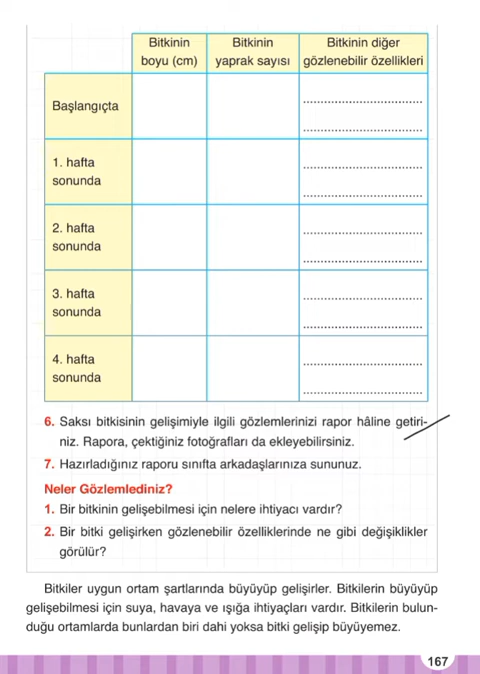 Bitkinin boyu (cm)
Bitkinin yaprak sayısı
Bitkinin diğer gözlenebilir özellikleri
Başlangıçta
1. hafta
sonunda
2. hafta
sonunda
3. hafta
sonunda
4. hafta
sonunda
6. Saksı bitkisinin gelişimiyle ilgili gözlemlerinizi rapor hâline getiri-
niz. Rapora, çektiğiniz fotoğrafları da ekleyebilirsiniz.
7. Hazırladığınız raporu sınıfta arkadaşlarınıza sununuz.
Neler Gözlemlediniz?
1. Bir bitkinin gelişebilmesi için nelere ihtiyacı vardır?
2. Bir bitki gelişirken gözlenebilir özelliklerinde ne gibi değişiklikler
görülür?
Bitkiler uygun ortam şartlarında büyüyüp gelişirler. Bitkilerin büyüyüp
gelişebilmesi için suya, havaya ve ışığa ihtiyaçları vardır. Bitkilerin bulun-
duğu ortamlarda bunlardan biri dahi yoksa bitki gelişip büyüyemez.
167